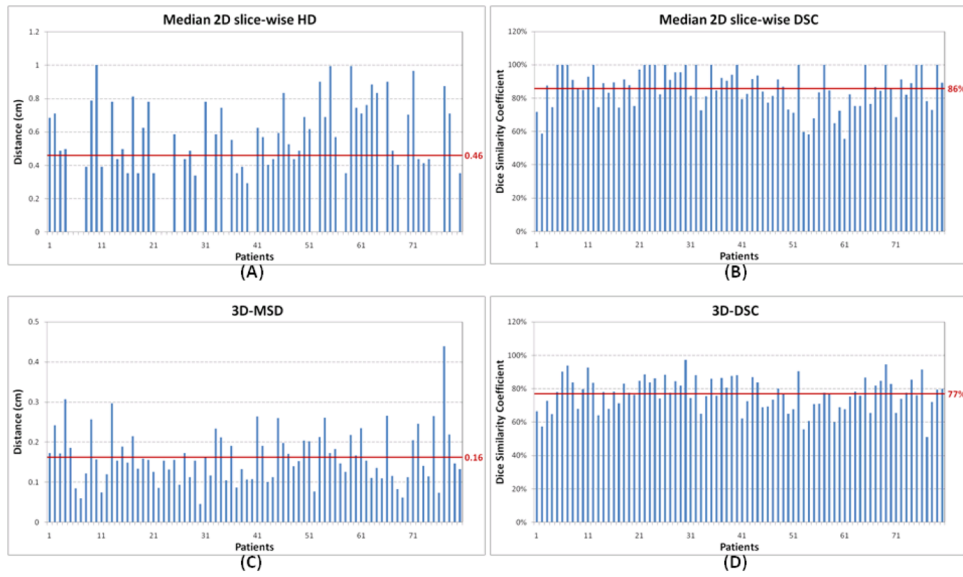 Median 2D slice-wise HD
Distance (cm)
1.2
1
0.8
0.6
0.4
0.2
0
0.46
1 11 21 31 41 51 61 71
Patients
(A)
Median 2D slice-wise DSC
Dice Similarity Coefficient
120%
100%
80%
60%
40%
20%
0%
86%
1 11 21 31 41 51 61 71
Patients
(B)
3D-MSD
Distance (cm)
0.5
0.4
0.3
0.2
0.1
0
0.16
1 11 21 31 41 51 61 71
Patients
(C)
3D-DSC
Dice Similarity Coefficient
120%
100%
80%
60%
40%
20%
0%
77%
1 11 21 31 41 51 61 71
Patients
(D)